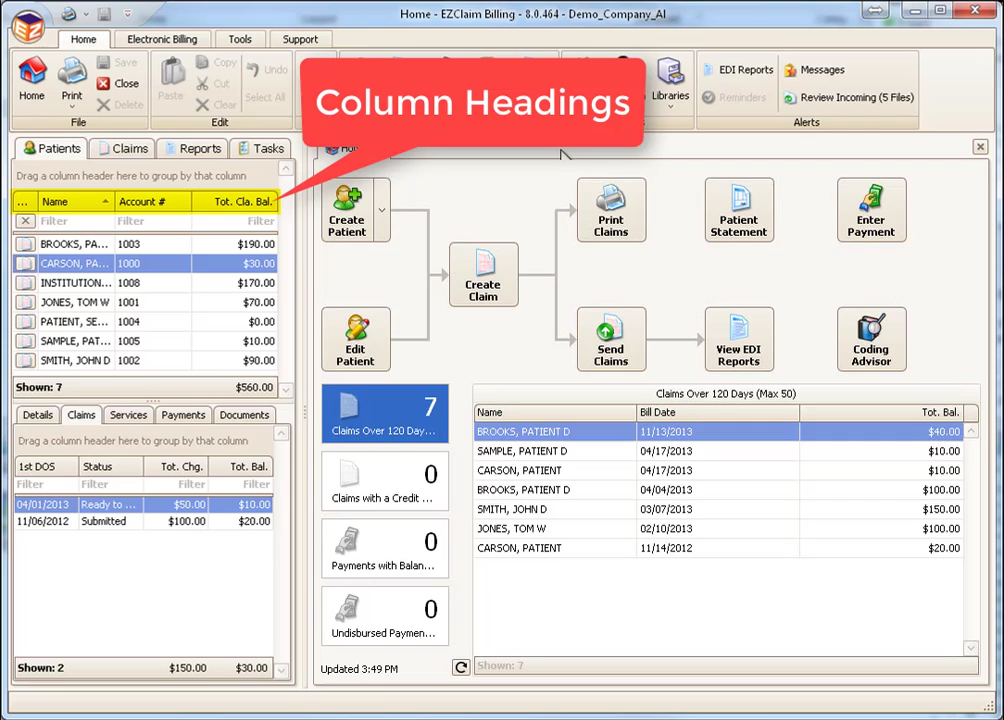 Home - EZClaim Billing - 8.0.464 - Demo_Company_AI
EZ
Home
Electronic Billing
Tools
Support
Home
Print
Save
Close
Delete
File
Paste
Copy
Cut
Clear
Undo
Select All
Edit
Column Headings
Libraries
EDI Reports
Reminders
Messages
Review Incoming (5 Files)
Alerts
Patients
Claims
Reports
Tasks
Drag a column header here to group by that column
... Name Account # Tot. Cla. Bal.
Filter Filter Filter
BROOKS, PA... 1003 $190.00
CARSON, PA... 1000 $30.00
INSTITUTION... 1008 $170.00
JONES, TOM W 1001 $70.00
PATIENT, SE... 1004 $0.00
SAMPLE, PAT... 1005 $10.00
SMITH, JOHN D 1002 $90.00
Shown: 7 $560.00
Details
Claims
Services
Payments
Documents
Drag a column header here to group by that column
1st DOS Status Tot. Chg. Tot. Bal.
Filter Filter Filter Filter
04/01/2013 Ready to ... $50.00 $10.00
11/06/2012 Submitted $100.00 $20.00
Shown: 2 $150.00 $30.00
Create
Patient
Edit
Patient
Create
Claim
Print
Claims
Send
Claims
Patient
Statement
View EDI
Reports
Enter
Payment
Coding
Advisor
7
Claims Over 120 Day...
0
Claims with a Credit ...
0
Payments with Balan...
0
Undisbursed Paymen...
Updated 3:49 PM
Claims Over 120 Days (Max 50)
Name Bill Date Tot. Bal.
BROOKS, PATIENT D 11/13/2013 $40.00
SAMPLE, PATIENT D 04/17/2013 $10.00
CARSON, PATIENT 04/17/2013 $10.00
BROOKS, PATIENT D 04/04/2013 $100.00
SMITH, JOHN D 03/07/2013 $150.00
JONES, TOM W 02/10/2013 $100.00
CARSON, PATIENT 11/14/2012 $20.00
Shown: 7